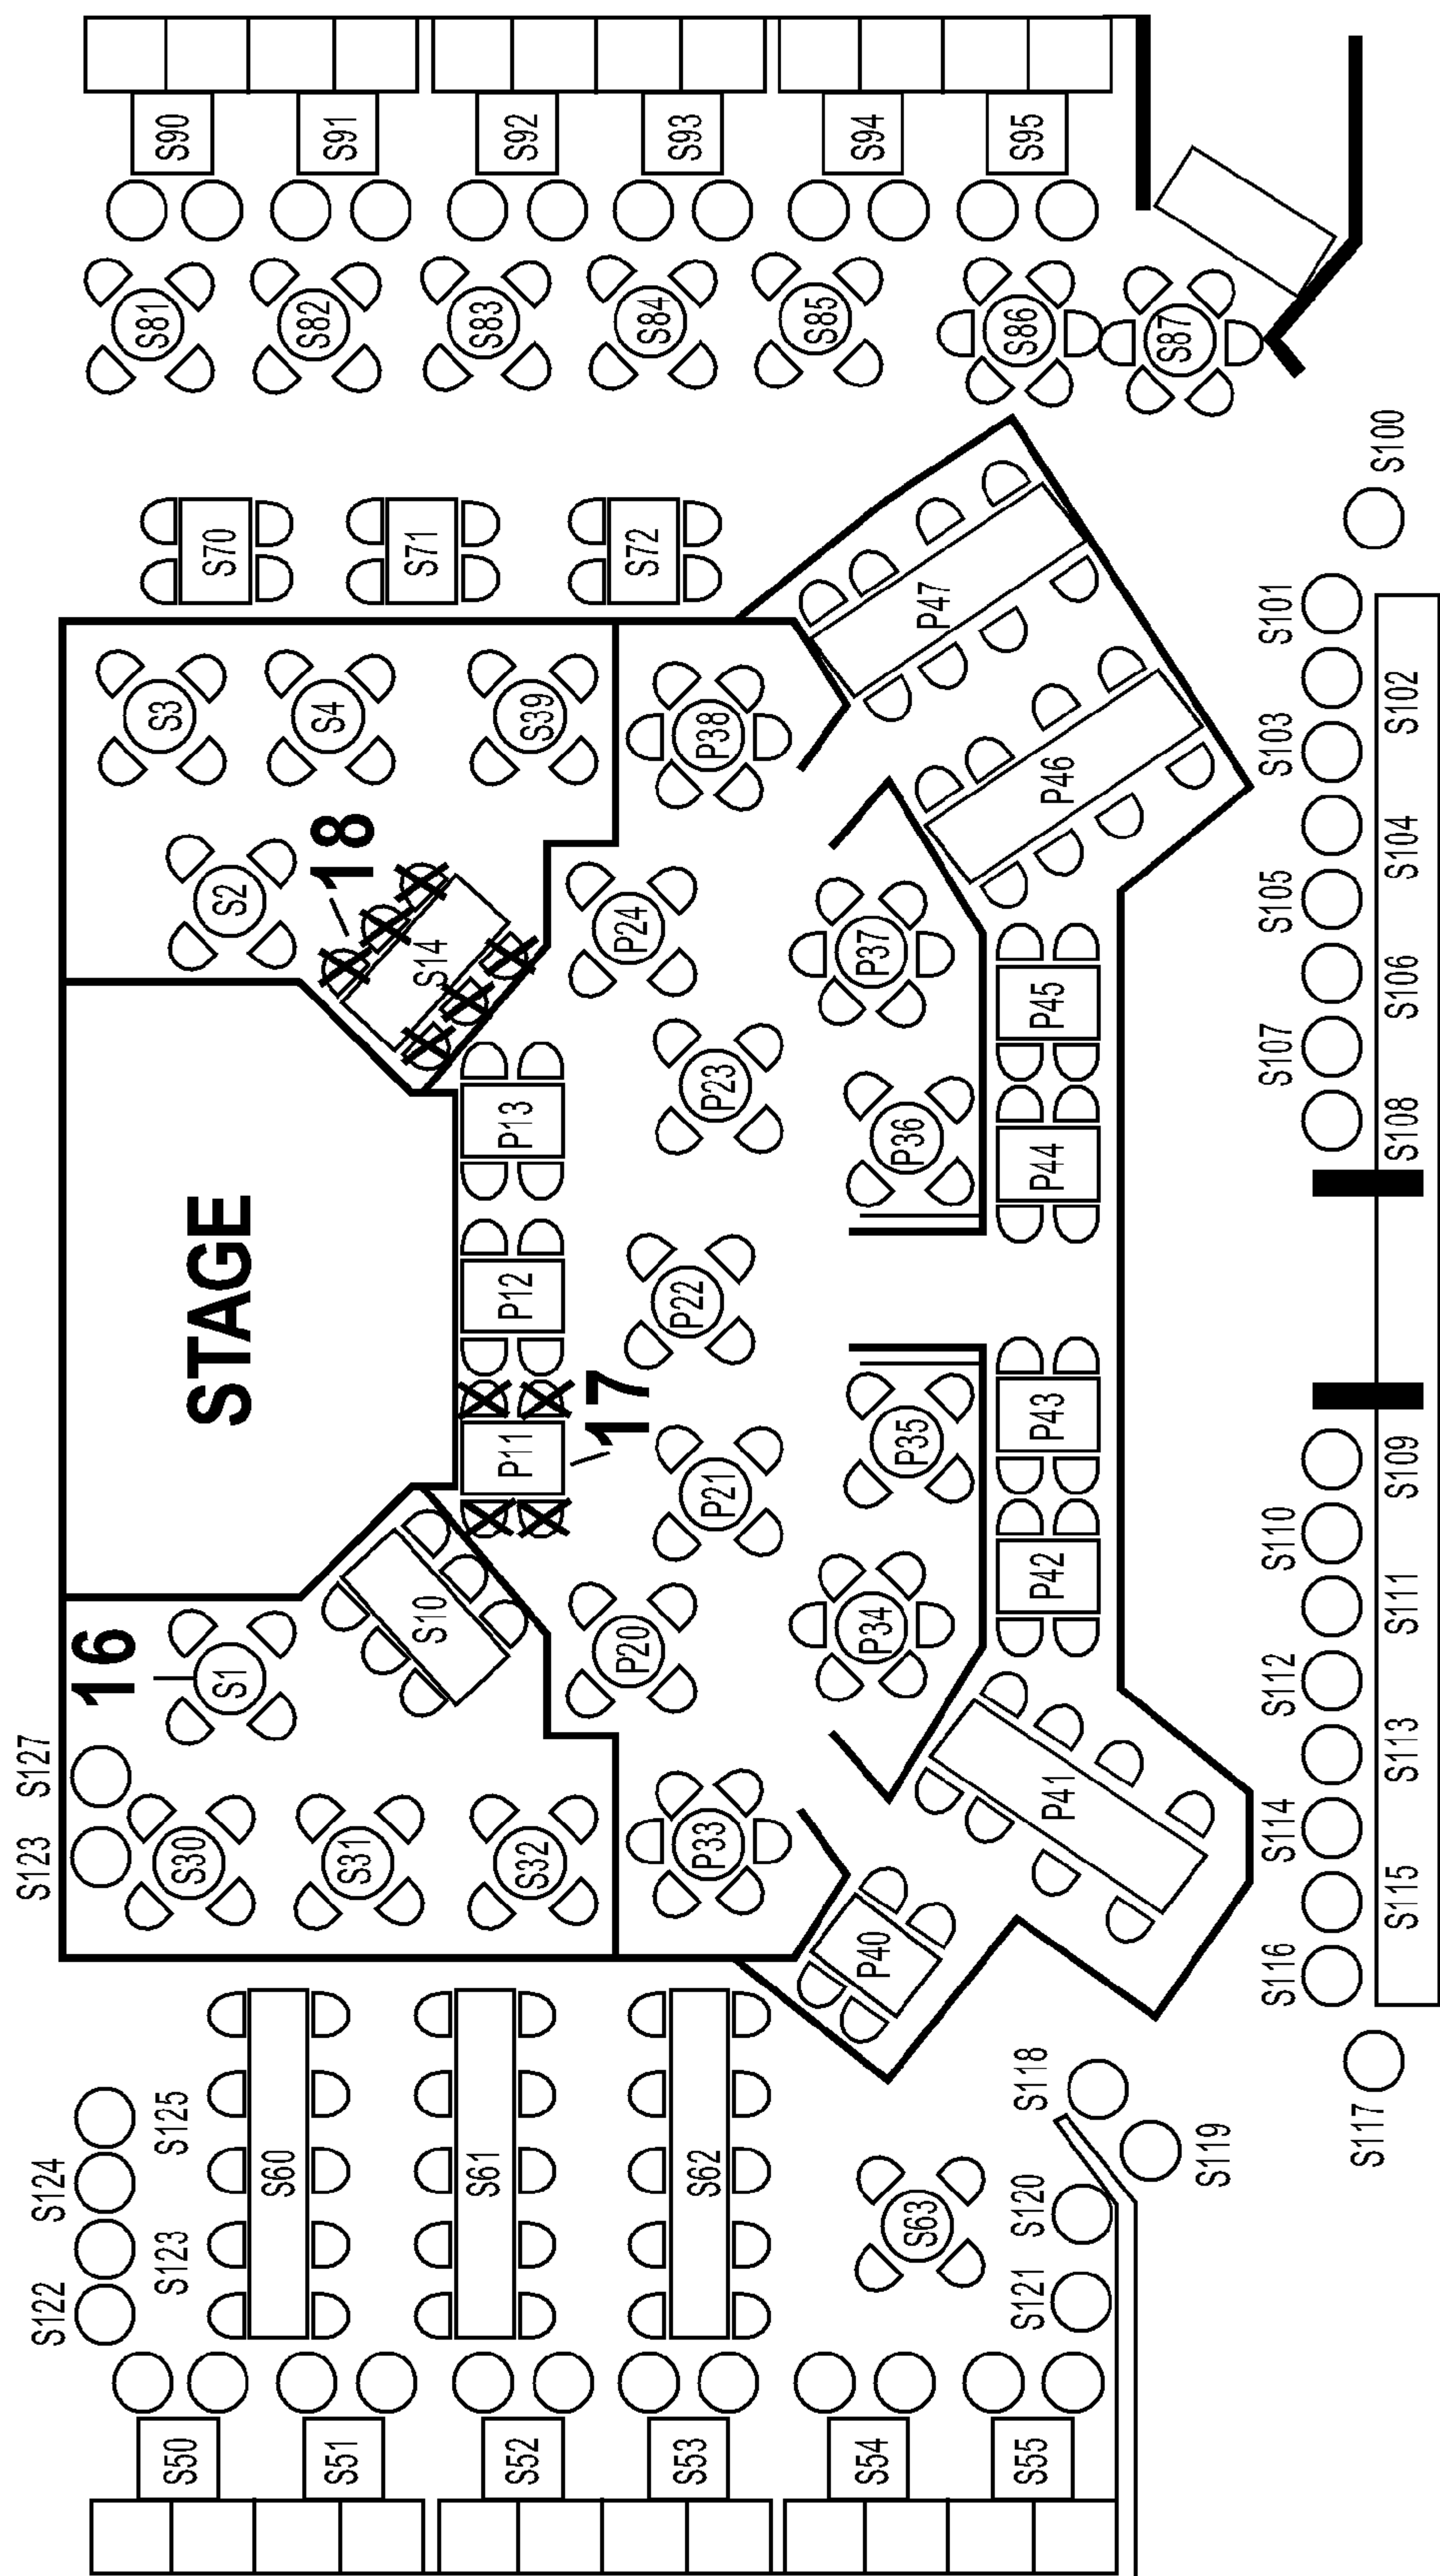 S90
S91
S92
S93
S94
S95
S81
S82
S83
S84
S85
S86
S87
S100
S70
S71
S72
P47
S101
S102
S3
S4
S39
P38
P46
S103
18
S104
S2
S14
P24
P37
S105
P45
S106
S107
P13
P23
P36
P44
S108
STAGE
P12
P22
17
P11
P21
P35
P43
S109
S110
16
S1
S10
P20
P34
P42
S111
S112
S127
P41
S113
S123
S30
S31
S32
P33
S114
P40
S115
S116
S118
S117
S125
S119
S124
S60
S61
S62
S63
S120
S123
S122
S121
S50
S51
S52
S53
S54
S55